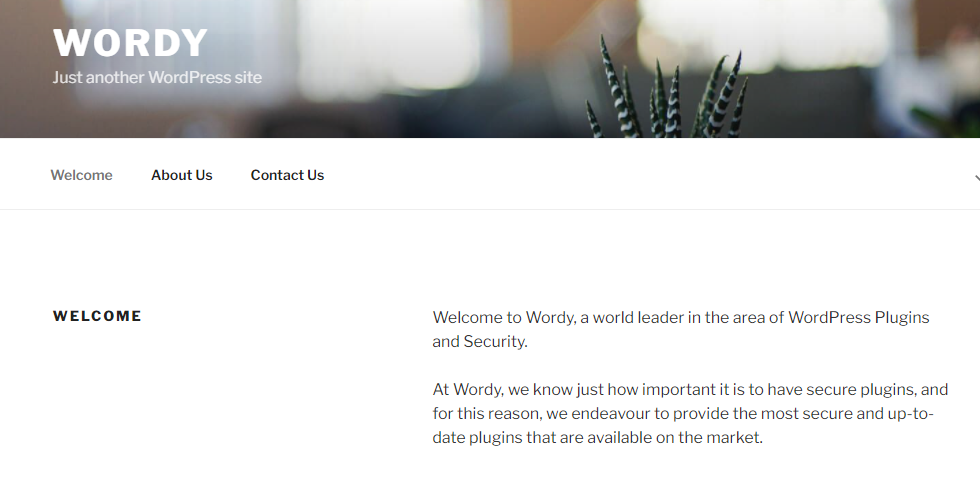 WORDY
Just another WordPress site
Welcome About Us Contact Us
WELCOME
Welcome to Wordy, a world leader in the area of WordPress Plugins
and Security.
At Wordy, we know just how important it is to have secure plugins, and
for this reason, we endeavour to provide the most secure and up-to-
date plugins that are available on the market.